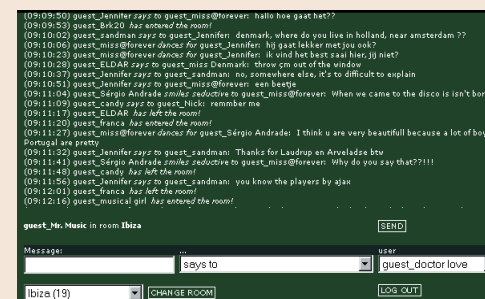 (09:09:50) guest_Jennifer says to guest_miss@forever: hallo hoe gaat het??
(09:09:53) guest_Brk20 has entered the room!
(09:10:02) guest_sandman says to guest_Jennifer: denmark, where do you live in holland, near amsterdam ??
(09:10:06) guest_miss@forever dances for guest_Jennifer: hij gaat lekker met jou ook?
(09:10:23) guest_miss@forever dances for guest_Jennifer: ik vind het best saai hier, jij niet?
(09:10:28) guest_ELDAR says to guest_miss Denmark: throw çm out of the window
(09:10:37) guest_Jennifer says to guest_sandman: no, somewhere else, it's to difficult to explain
(09:10:51) guest_Jennifer says to guest_miss@forever: een beetje
(09:11:04) guest_Sérgio Andrade smiles seductive to guest_miss@forever: When we came to the disco is isn't bor
(09:11:09) guest_candy says to guest_Nick: remmber me
(09:11:17) guest_ELDAR has left the room!
(09:11:20) guest_franca has entered the room!
(09:11:27) guest_miss@forever dances for guest_Sérgio Andrade: I think u are very beautifull because a lot of boy
Portugal are pretty
(09:11:32) guest_Jennifer says to guest_sandman: Thanks for Laudrup en Arveladse btw
(09:11:41) guest_Sérgio Andrade smiles seductive to guest_miss@forever: Why do you say that??!!!
(09:11:48) guest_candy has left the room!
(09:11:56) guest_Jennifer says to guest_sandman: you know the players by ajax
(09:12:01) guest_franca has left the room!
(09:12:16) guest_musical girl has entered the room!
guest_Mr. Music in room Ibiza SEND
Message: ... user
says to guest_doctor love
Ibiza (19) CHANGE ROOM LOG OUT